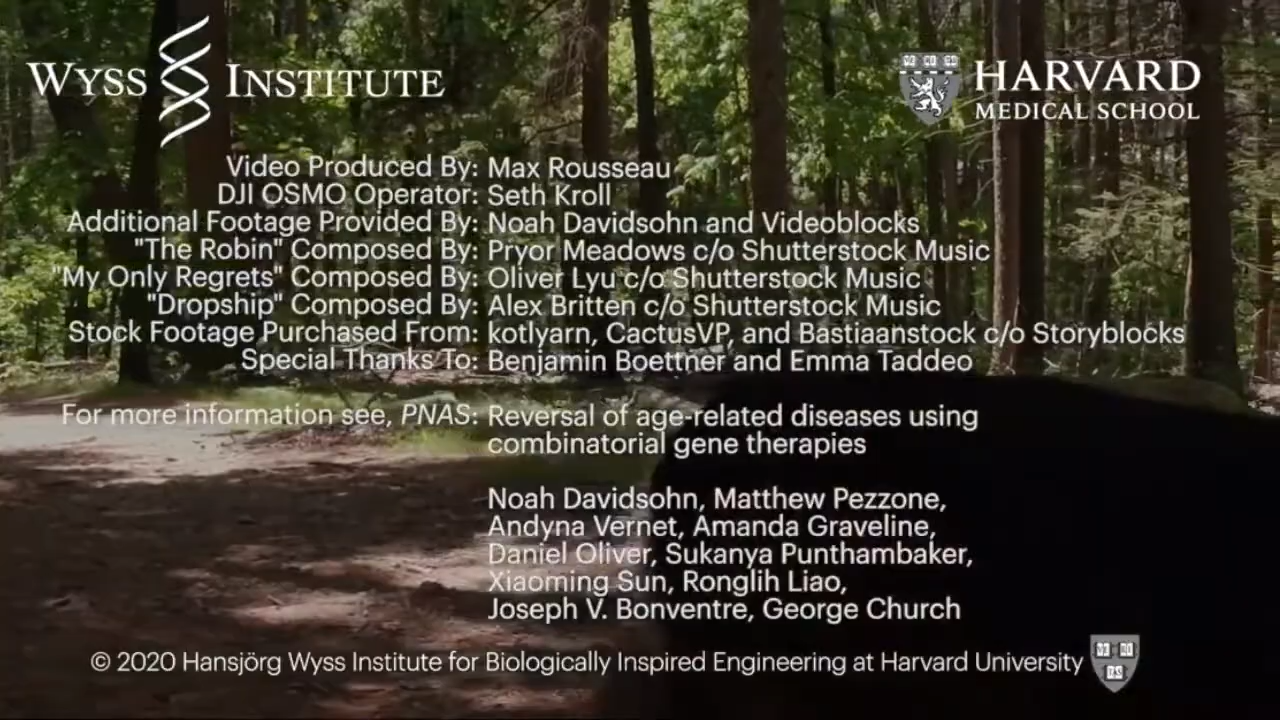 WYSS INSTITUTE
HARVARD
MEDICAL SCHOOL
Video Produced By: Max Rousseau
DJI OSMO Operator: Seth Kroll
Additional Footage Provided By: Noah Davidsohn and Videoblocks
"The Robin" Composed By: Pryor Meadows c/o Shutterstock Music
"My Only Regrets" Composed By: Oliver Lyu c/o Shutterstock Music
"Dropship" Composed By: Alex Britten c/o Shutterstock Music
Stock Footage Purchased From: kotlyarn, CactusVP, and Bastiaanstock c/o Storyblocks
Special Thanks To: Benjamin Boettner and Emma Taddeo
For more information see, PNAS: Reversal of age-related diseases using
combinatorial gene therapies
Noah Davidsohn, Matthew Pezzone,
Andyna Vernet, Amanda Graveline,
Daniel Oliver, Sukanya Punthambaker,
Xiaoming Sun, Ronglih Liao,
Joseph V. Bonventre, George Church
© 2020 Hansjörg Wyss Institute for Biologically Inspired Engineering at Harvard University
VE RI TAS